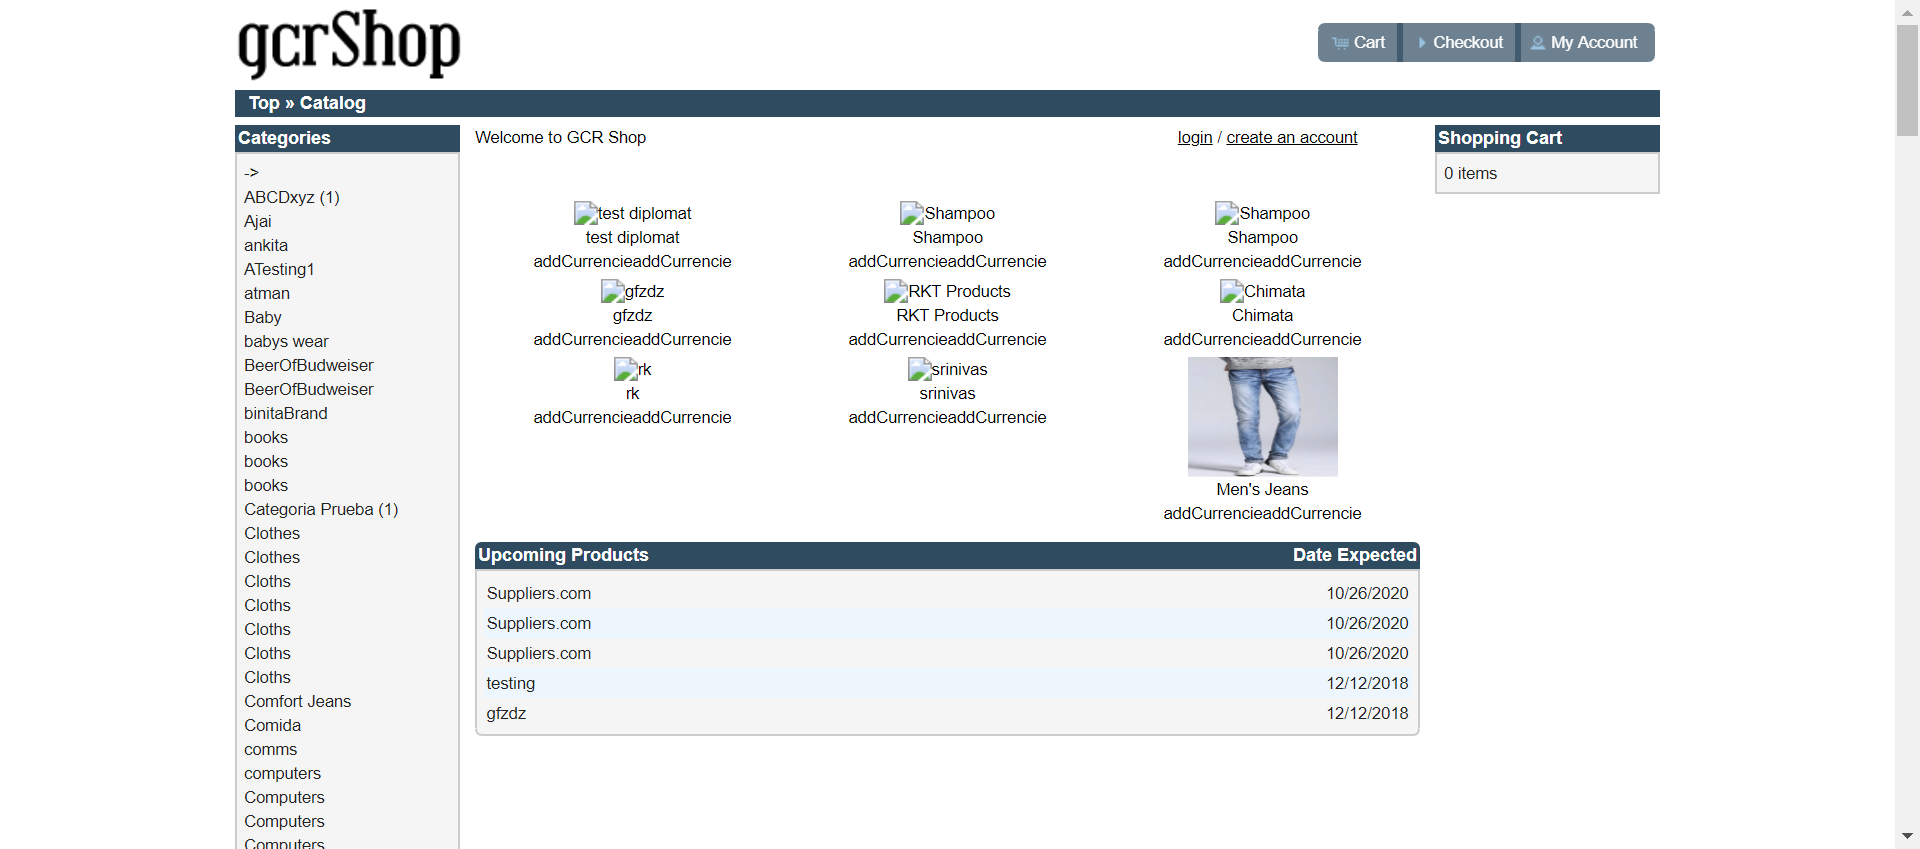 gcrShop
Cart
Checkout
My Account
Top » Catalog
Categories
->
ABCDxyz (1)
Ajai
ankita
ATesting1
atman
Baby
babys wear
BeerOfBudweiser
BeerOfBudweiser
binitaBrand
books
books
books
Categoria Prueba (1)
Clothes
Clothes
Cloths
Cloths
Cloths
Cloths
Cloths
Comfort Jeans
Comida
comms
computers
Computers
Computers
Computers
Welcome to GCR Shop
login / create an account
test diplomat
test diplomat
addCurrencieaddCurrencie
Shampoo
Shampoo
addCurrencieaddCurrencie
Shampoo
Shampoo
addCurrencieaddCurrencie
gfzdz
gfzdz
addCurrencieaddCurrencie
RKT Products
RKT Products
addCurrencieaddCurrencie
Chimata
Chimata
addCurrencieaddCurrencie
rk
rk
addCurrencieaddCurrencie
srinivas
srinivas
addCurrencieaddCurrencie
Men's Jeans
addCurrencieaddCurrencie
Upcoming Products Date Expected
Suppliers.com 10/26/2020
Suppliers.com 10/26/2020
Suppliers.com 10/26/2020
testing 12/12/2018
gfzdz 12/12/2018
Shopping Cart
0 items